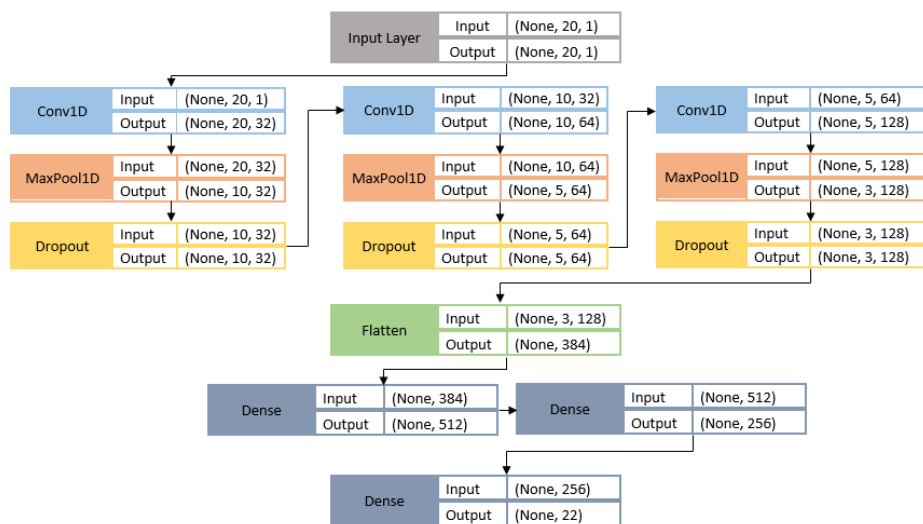 Input Layer
Input (None, 20, 1)
Output (None, 20, 1)
Conv1D
Input (None, 20, 1)
Output (None, 20, 32)
MaxPool1D
Input (None, 20, 32)
Output (None, 10, 32)
Dropout
Input (None, 10, 32)
Output (None, 10, 32)
Conv1D
Input (None, 10, 32)
Output (None, 10, 64)
MaxPool1D
Input (None, 10, 64)
Output (None, 5, 64)
Dropout
Input (None, 5, 64)
Output (None, 5, 64)
Conv1D
Input (None, 5, 64)
Output (None, 5, 128)
MaxPool1D
Input (None, 5, 128)
Output (None, 3, 128)
Dropout
Input (None, 3, 128)
Output (None, 3, 128)
Flatten
Input (None, 3, 128)
Output (None, 384)
Dense
Input (None, 384)
Output (None, 512)
Dense
Input (None, 512)
Output (None, 256)
Dense
Input (None, 256)
Output (None, 22)